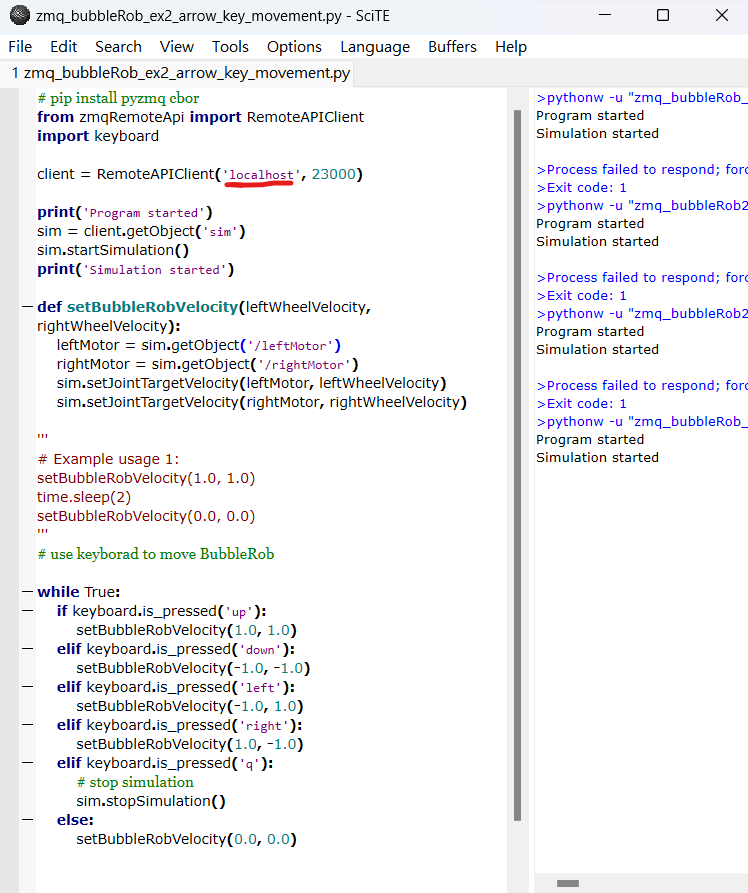 zmq_bubbleRob_ex2_arrow_key_movement.py - SciTE
File Edit Search View Tools Options Language Buffers Help
1 zmq_bubbleRob_ex2_arrow_key_movement.py
# pip install pyzmq cbor
from zmqRemoteApi import RemoteAPIClient
import keyboard
client = RemoteAPIClient('localhost', 23000)
print('Program started')
sim = client.getObject('sim')
sim.startSimulation()
print('Simulation started')
def setBubbleRobVelocity(leftWheelVelocity,
rightWheelVelocity):
leftMotor = sim.getObject('/leftMotor')
rightMotor = sim.getObject('/rightMotor')
sim.setJointTargetVelocity(leftMotor, leftWheelVelocity)
sim.setJointTargetVelocity(rightMotor, rightWheelVelocity)
'''
# Example usage 1:
setBubbleRobVelocity(1.0, 1.0)
time.sleep(2)
setBubbleRobVelocity(0.0, 0.0)
'''
# use keyborad to move BubbleRob
while True:
if keyboard.is_pressed('up'):
setBubbleRobVelocity(1.0, 1.0)
elif keyboard.is_pressed('down'):
setBubbleRobVelocity(-1.0, -1.0)
elif keyboard.is_pressed('left'):
setBubbleRobVelocity(-1.0, 1.0)
elif keyboard.is_pressed('right'):
setBubbleRobVelocity(1.0, -1.0)
elif keyboard.is_pressed('q'):
# stop simulation
sim.stopSimulation()
else:
setBubbleRobVelocity(0.0, 0.0)
>pythonw -u "zmq_bubbleRob_
Program started
Simulation started
>Process failed to respond; forc
>Exit code: 1
>pythonw -u "zmq_bubbleRob2
Program started
Simulation started
>Process failed to respond; forc
>Exit code: 1
>pythonw -u "zmq_bubbleRob2
Program started
Simulation started
>Process failed to respond; forc
>Exit code: 1
>pythonw -u "zmq_bubbleRob_
Program started
Simulation started